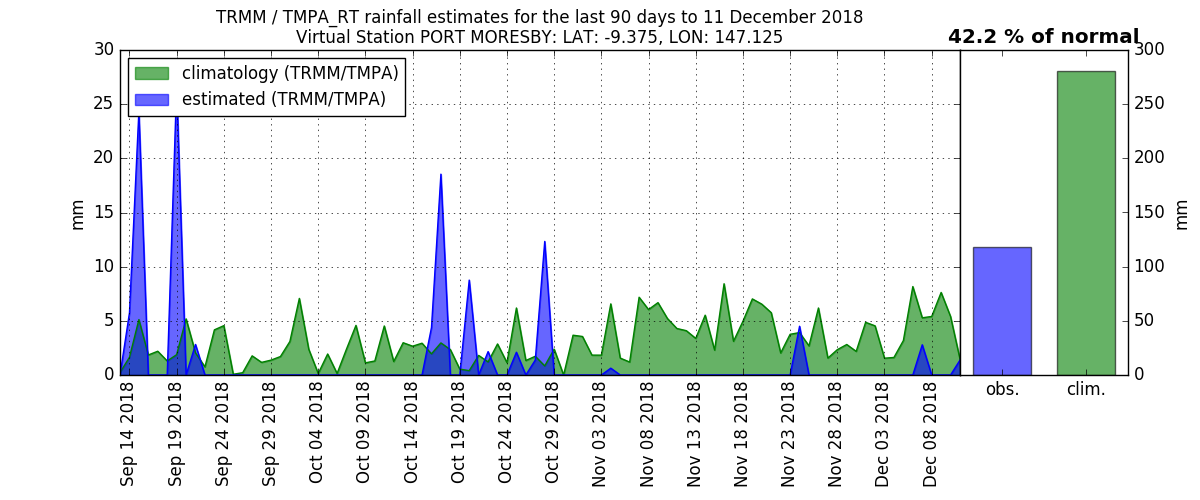 TRMM / TMPA_RT rainfall estimates for the last 90 days to 11 December 2018
Virtual Station PORT MORESBY: LAT: -9.375, LON: 147.125
42.2 % of normal
climatology (TRMM/TMPA)
estimated (TRMM/TMPA)
30
25
20
15
10
5
0
mm
Sep 14 2018
Sep 19 2018
Sep 24 2018
Sep 29 2018
Oct 04 2018
Oct 09 2018
Oct 14 2018
Oct 19 2018
Oct 24 2018
Oct 29 2018
Nov 03 2018
Nov 08 2018
Nov 13 2018
Nov 18 2018
Nov 23 2018
Nov 28 2018
Dec 03 2018
Dec 08 2018
300
250
200
150
100
50
0
mm
obs.
clim.